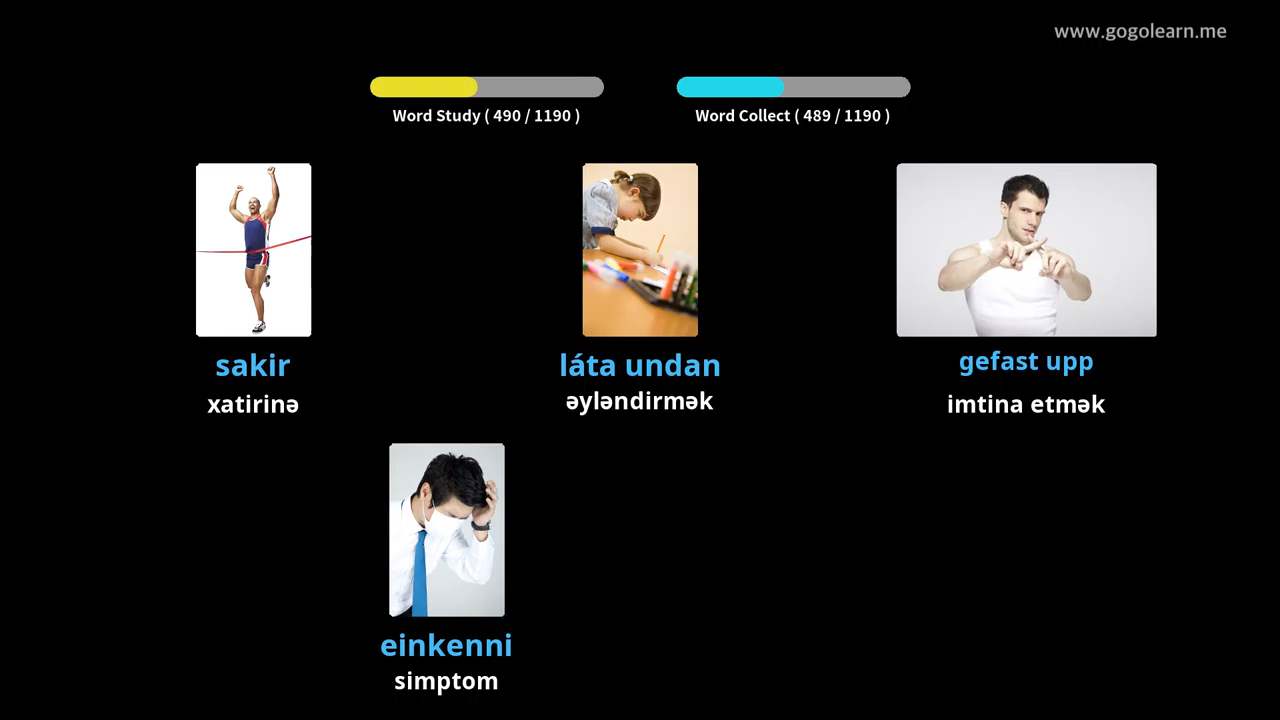 www.gogolearn.me
Word Study ( 490 / 1190 )
Word Collect ( 489 / 1190 )
sakir
xatirinə
láta undan
əyləndirmək
gefast upp
imtina etmək
einkenni
simptom